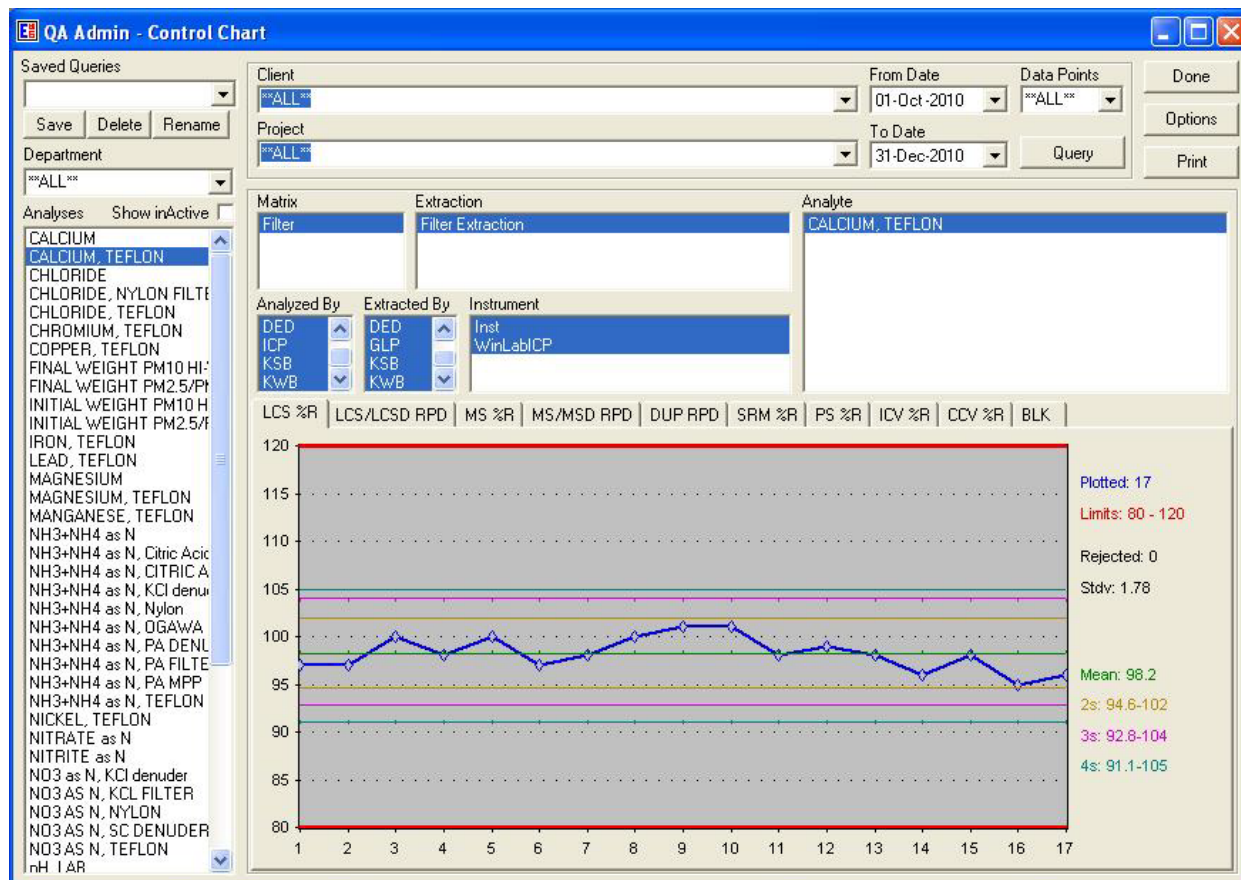 QA Admin - Control Chart
Saved Queries
Save Delete Rename
Department
**ALL**
Analyses Show inActive
CALCIUM
CALCIUM, TEFLON
CHLORIDE
CHLORIDE, NYLON FILTE
CHLORIDE, TEFLON
CHROMIUM, TEFLON
COPPER, TEFLON
FINAL WEIGHT PM10 HI-
FINAL WEIGHT PM2.5/P
INITIAL WEIGHT PM10 H
INITIAL WEIGHT PM2.5/
IRON, TEFLON
LEAD, TEFLON
MAGNESIUM
MAGNESIUM, TEFLON
MANGANESE, TEFLON
NH3+NH4 as N
NH3+NH4 as N, Citric Acid
NH3+NH4 as N, CITRIC A
NH3+NH4 as N, KCl denu
NH3+NH4 as N, Nylon
NH3+NH4 as N, OGAWA
NH3+NH4 as N, PA DENU
NH3+NH4 as N, PA FILTE
NH3+NH4 as N, PA MPP
NH3+NH4 as N, TEFLON
NICKEL, TEFLON
NITRATE as N
NITRITE as N
NO3 as N, KCl denuder
NO3 AS N, KCL FILTER
NO3 AS N, NYLON
NO3 AS N, SC DENUDER
NO3 AS N, TEFLON
pH, LAB
Client
**ALL**
Project
**ALL**
From Date
01-Oct-2010
To Date
31-Dec-2010
Data Points
**ALL**
Query
Done
Options
Print
Matrix
Filter
Extraction
Filter Extraction
Analyte
CALCIUM, TEFLON
Analyzed By
DED
ICP
KSB
KWB
Extracted By
DED
GLP
KSB
KWB
Instrument
Inst
WinLabICP
LCS %R LCS/LCSD RPD MS %R MS/MSD RPD DUP RPD SRM %R PS %R ICV %R CCV %R BLK
120
115
110
105
100
95
90
85
80
1 2 3 4 5 6 7 8 9 10 11 12 13 14 15 16 17
Plotted: 17
Limits: 80 - 120
Rejected: 0
Stdv: 1.78
Mean: 98.2
2s: 94.6-102
3s: 92.8-104
4s: 91.1-105